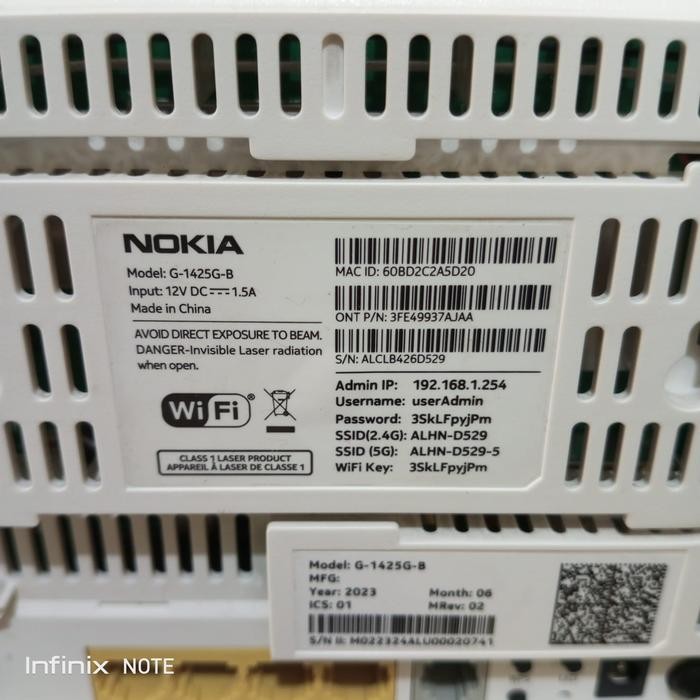 NOKIA
Model: G-1425G-B
Input: 12V DC⎓1.5A
Made in China
AVOID DIRECT EXPOSURE TO BEAM.
DANGER-Invisible Laser radiation
when open.
WiFi®
CLASS 1 LASER PRODUCT
APPAREIL À LASER DE CLASSE 1
MAC ID: 60BD2C2A5D20
ONT P/N: 3FE49937AJAA
S/N: ALCLB426D529
Admin IP: 192.168.1.254
Username: userAdmin
Password: 3SkLFpyjPm
SSID(2.4G): ALHN-D529
SSID (5G): ALHN-D529-5
WiFi Key: 3SkLFpyjPm
Model: G-1425G-B
MFG:
Year: 2023 Month: 06
ICS: 01 MRev: 02
S/N II: M022324ALU00020741
Infinix NOTE